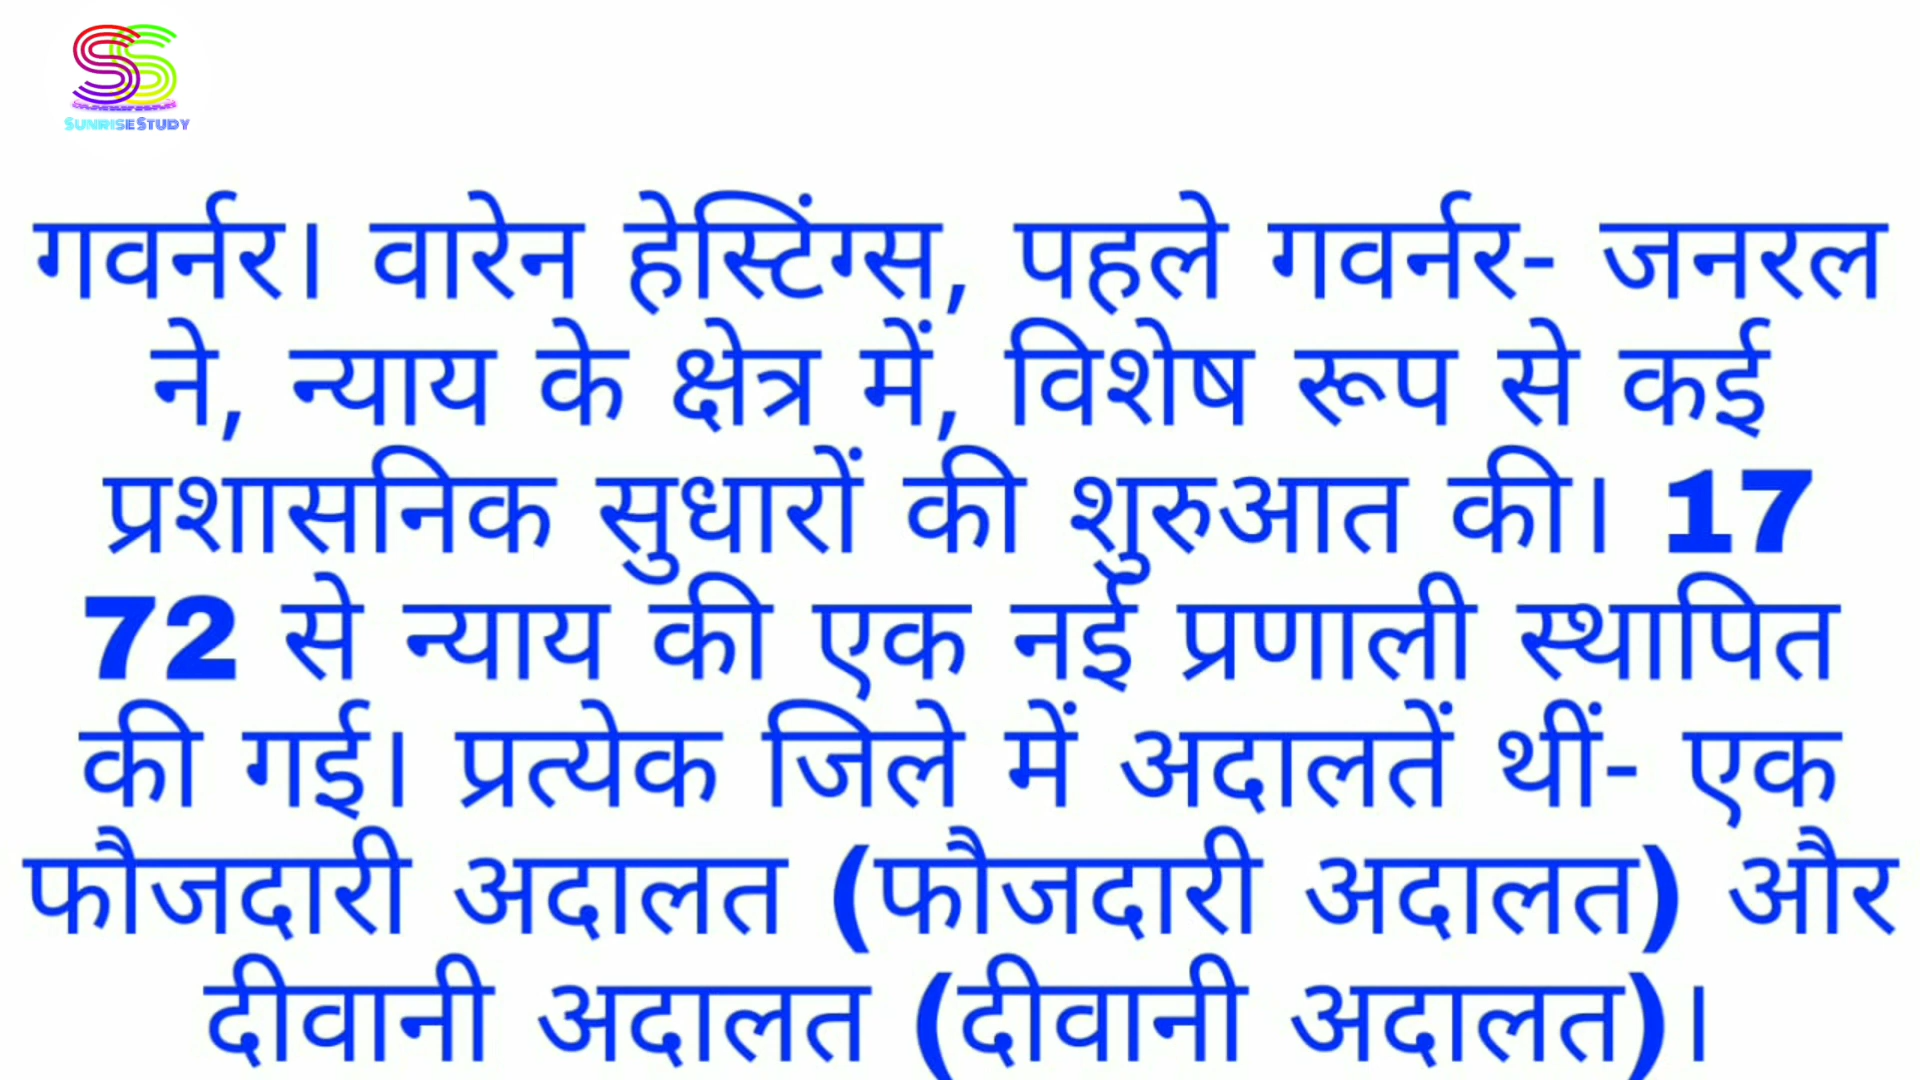 SUNRISESTUDY
गवर्नर। वारेन हेस्टिंग्स, पहले गवर्नर- जनरल
ने, न्याय के क्षेत्र में, विशेष रूप से कई
प्रशासनिक सुधारों की शुरुआत की। 17
72 से न्याय की एक नई प्रणाली स्थापित
की गई। प्रत्येक जिले में अदालतें थीं- एक
फौजदारी अदालत (फौजदारी अदालत) और
दीवानी अदालत (दीवानी अदालत)।